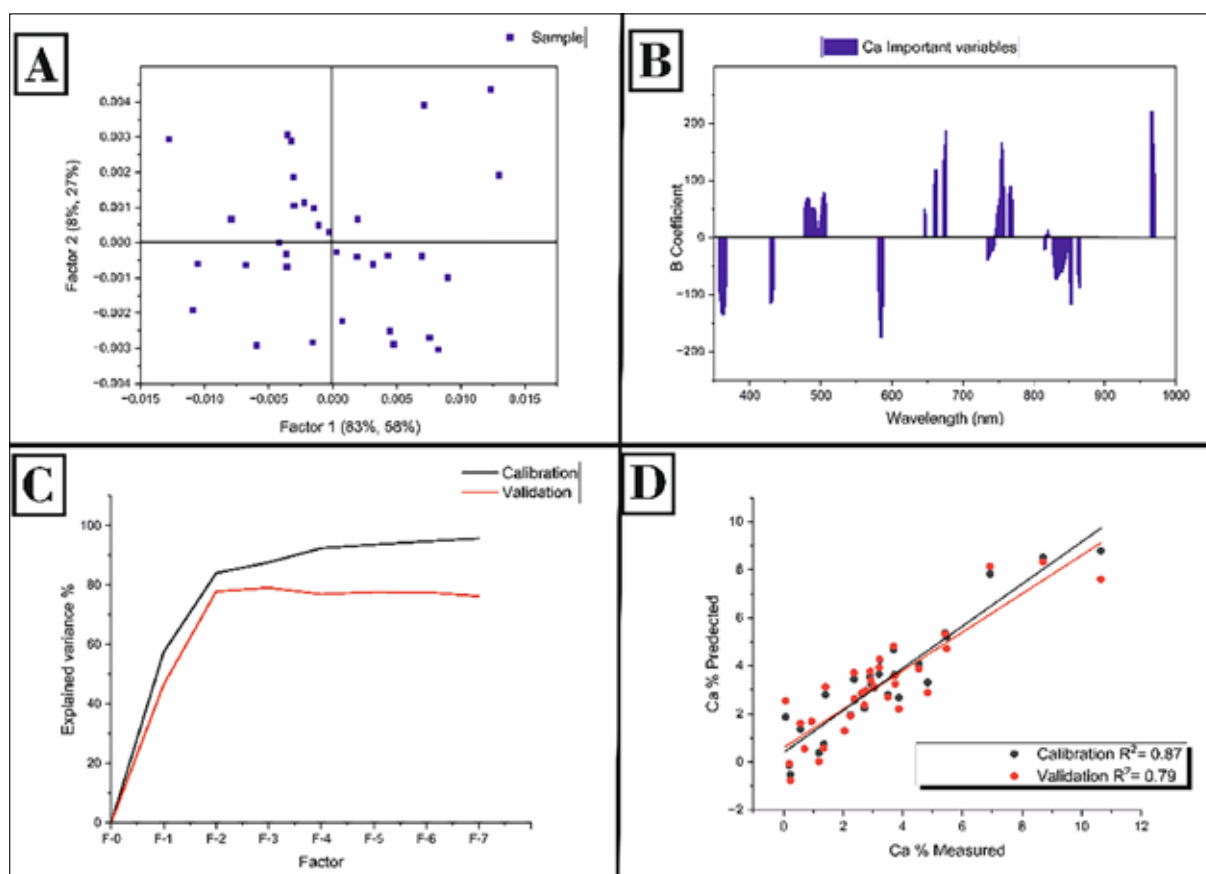 A
Sample
0.004
0.003
0.002
0.001
0.000
−0.001
−0.002
−0.003
−0.004
Factor 2 (8%, 27%)
−0.015 −0.010 −0.005 0.000 0.005 0.010 0.015
Factor 1 (83%, 58%)
B
Ca Important variables
200
100
0
−100
−200
B Coefficient
400 500 600 700 800 900 1000
Wavelength (nm)
C
Calibration
Validation
100
80
60
40
20
0
Explained variance %
F-0 F-1 F-2 F-3 F-4 F-5 F-6 F-7
Factor
D
10
8
6
4
2
0
−2
Ca % Predected
Calibration R²= 0.87
Validation R²= 0.79
0 2 4 6 8 10 12
Ca % Measured